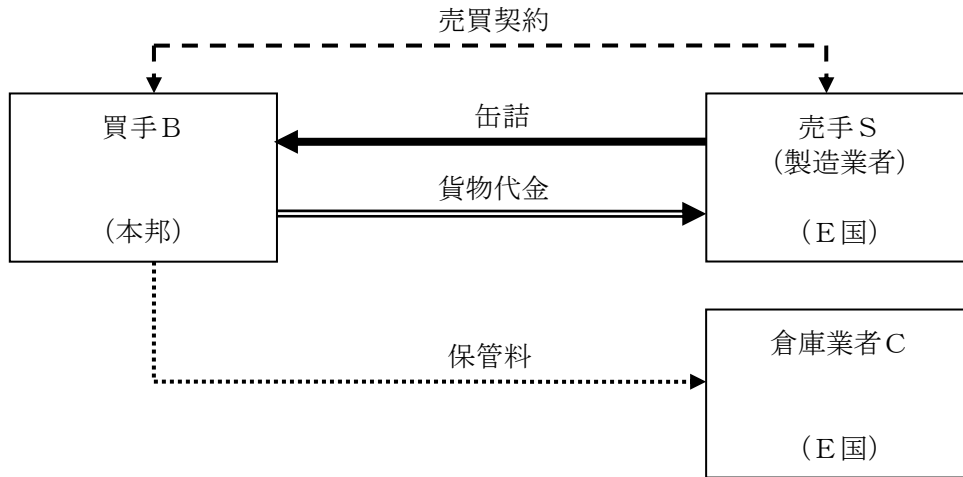 売買契約
買手Ｂ
（本邦）
缶詰
貨物代金
売手Ｓ
（製造業者）
（Ｅ国）
保管料
倉庫業者Ｃ
（Ｅ国）